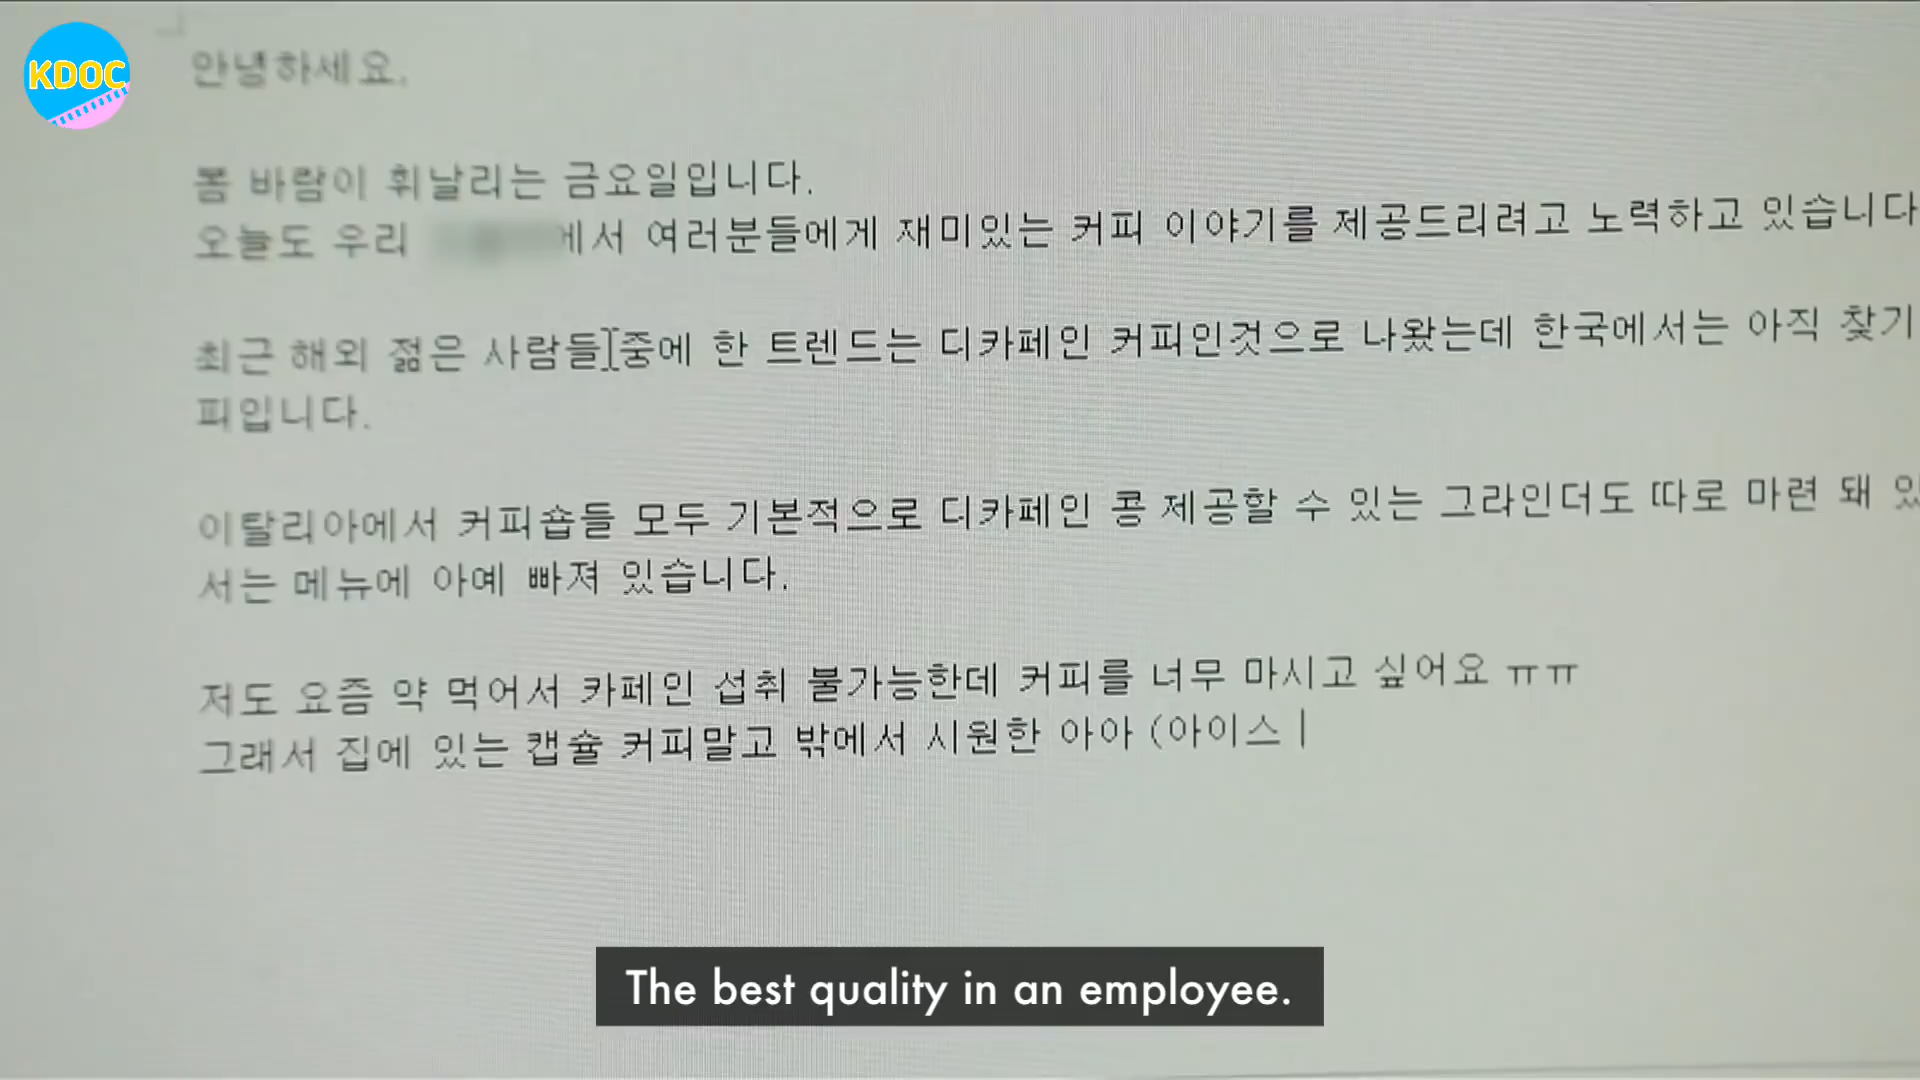 KDOC
안녕하세요.
봄 바람이 휘날리는 금요일입니다.
오늘도 우리 에서 여러분들에게 재미있는 커피 이야기를 제공드리려고 노력하고 있습니다
최근 해외 젊은 사람들 중에 한 트렌드는 디카페인 커피인것으로 나왔는데 한국에서는 아직 찾기
피입니다.
이탈리아에서 커피숍들 모두 기본적으로 디카페인 콩 제공할 수 있는 그라인더도 따로 마련 돼 있
서는 메뉴에 아예 빠져 있습니다.
저도 요즘 약 먹어서 카페인 섭취 불가능한데 커피를 너무 마시고 싶어요 ㅠㅠ
그래서 집에 있는 캡슐 커피말고 밖에서 시원한 아아 (아이스
The best quality in an employee.